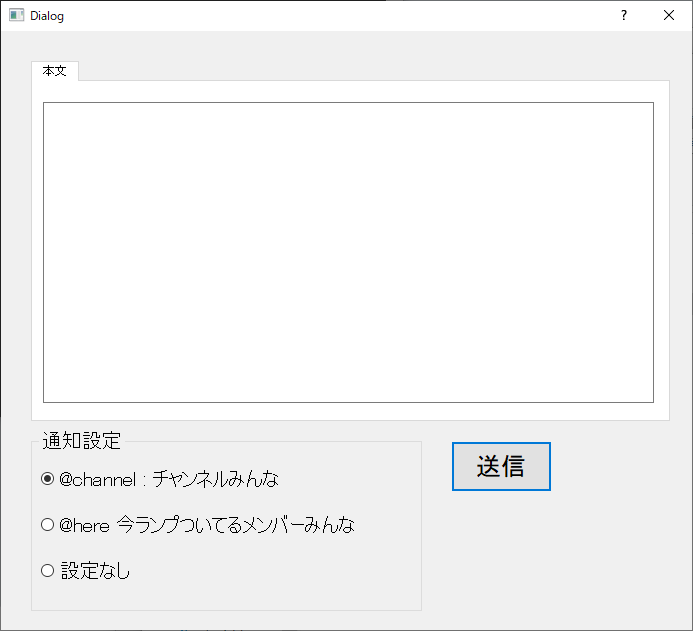 Dialog
本文
通知設定
@channel : チャンネルみんな
@here 今ランプついてるメンバーみんな
設定なし
送信